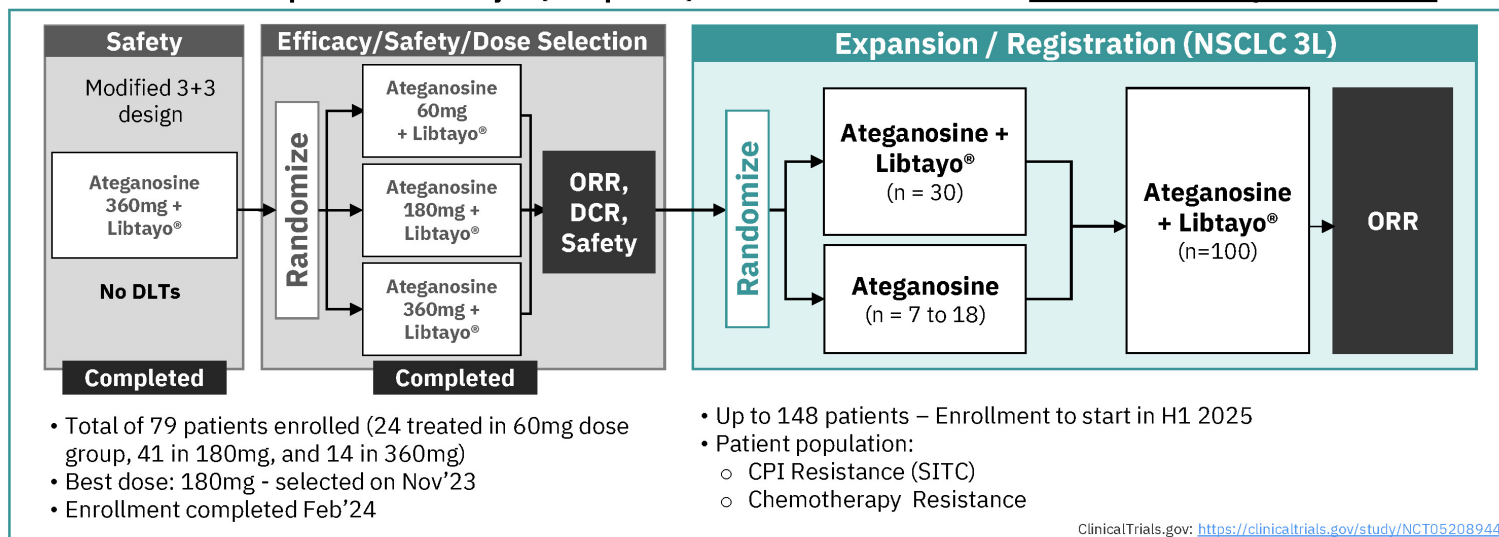 Safety
Modified 3+3
design
Ateganosine
360mg +
Libtayo®
No DLTs
Completed
Efficacy/Safety/Dose Selection
Randomize
Ateganosine
60mg
+ Libtayo®
Ateganosine
180mg +
Libtayo®
Ateganosine
360mg +
Libtayo®
ORR,
DCR,
Safety
Completed
Expansion / Registration (NSCLC 3L)
Randomize
Ateganosine +
Libtayo®
(n = 30)
Ateganosine
(n = 7 to 18)
Ateganosine
+ Libtayo®
(n=100)
ORR
• Total of 79 patients enrolled (24 treated in 60mg dose
group, 41 in 180mg, and 14 in 360mg)
• Best dose: 180mg - selected on Nov’23
• Enrollment completed Feb’24
• Up to 148 patients – Enrollment to start in H1 2025
• Patient population:
o CPI Resistance (SITC)
o Chemotherapy Resistance
ClinicalTrials.gov: https://clinicaltrials.gov/study/NCT05208944